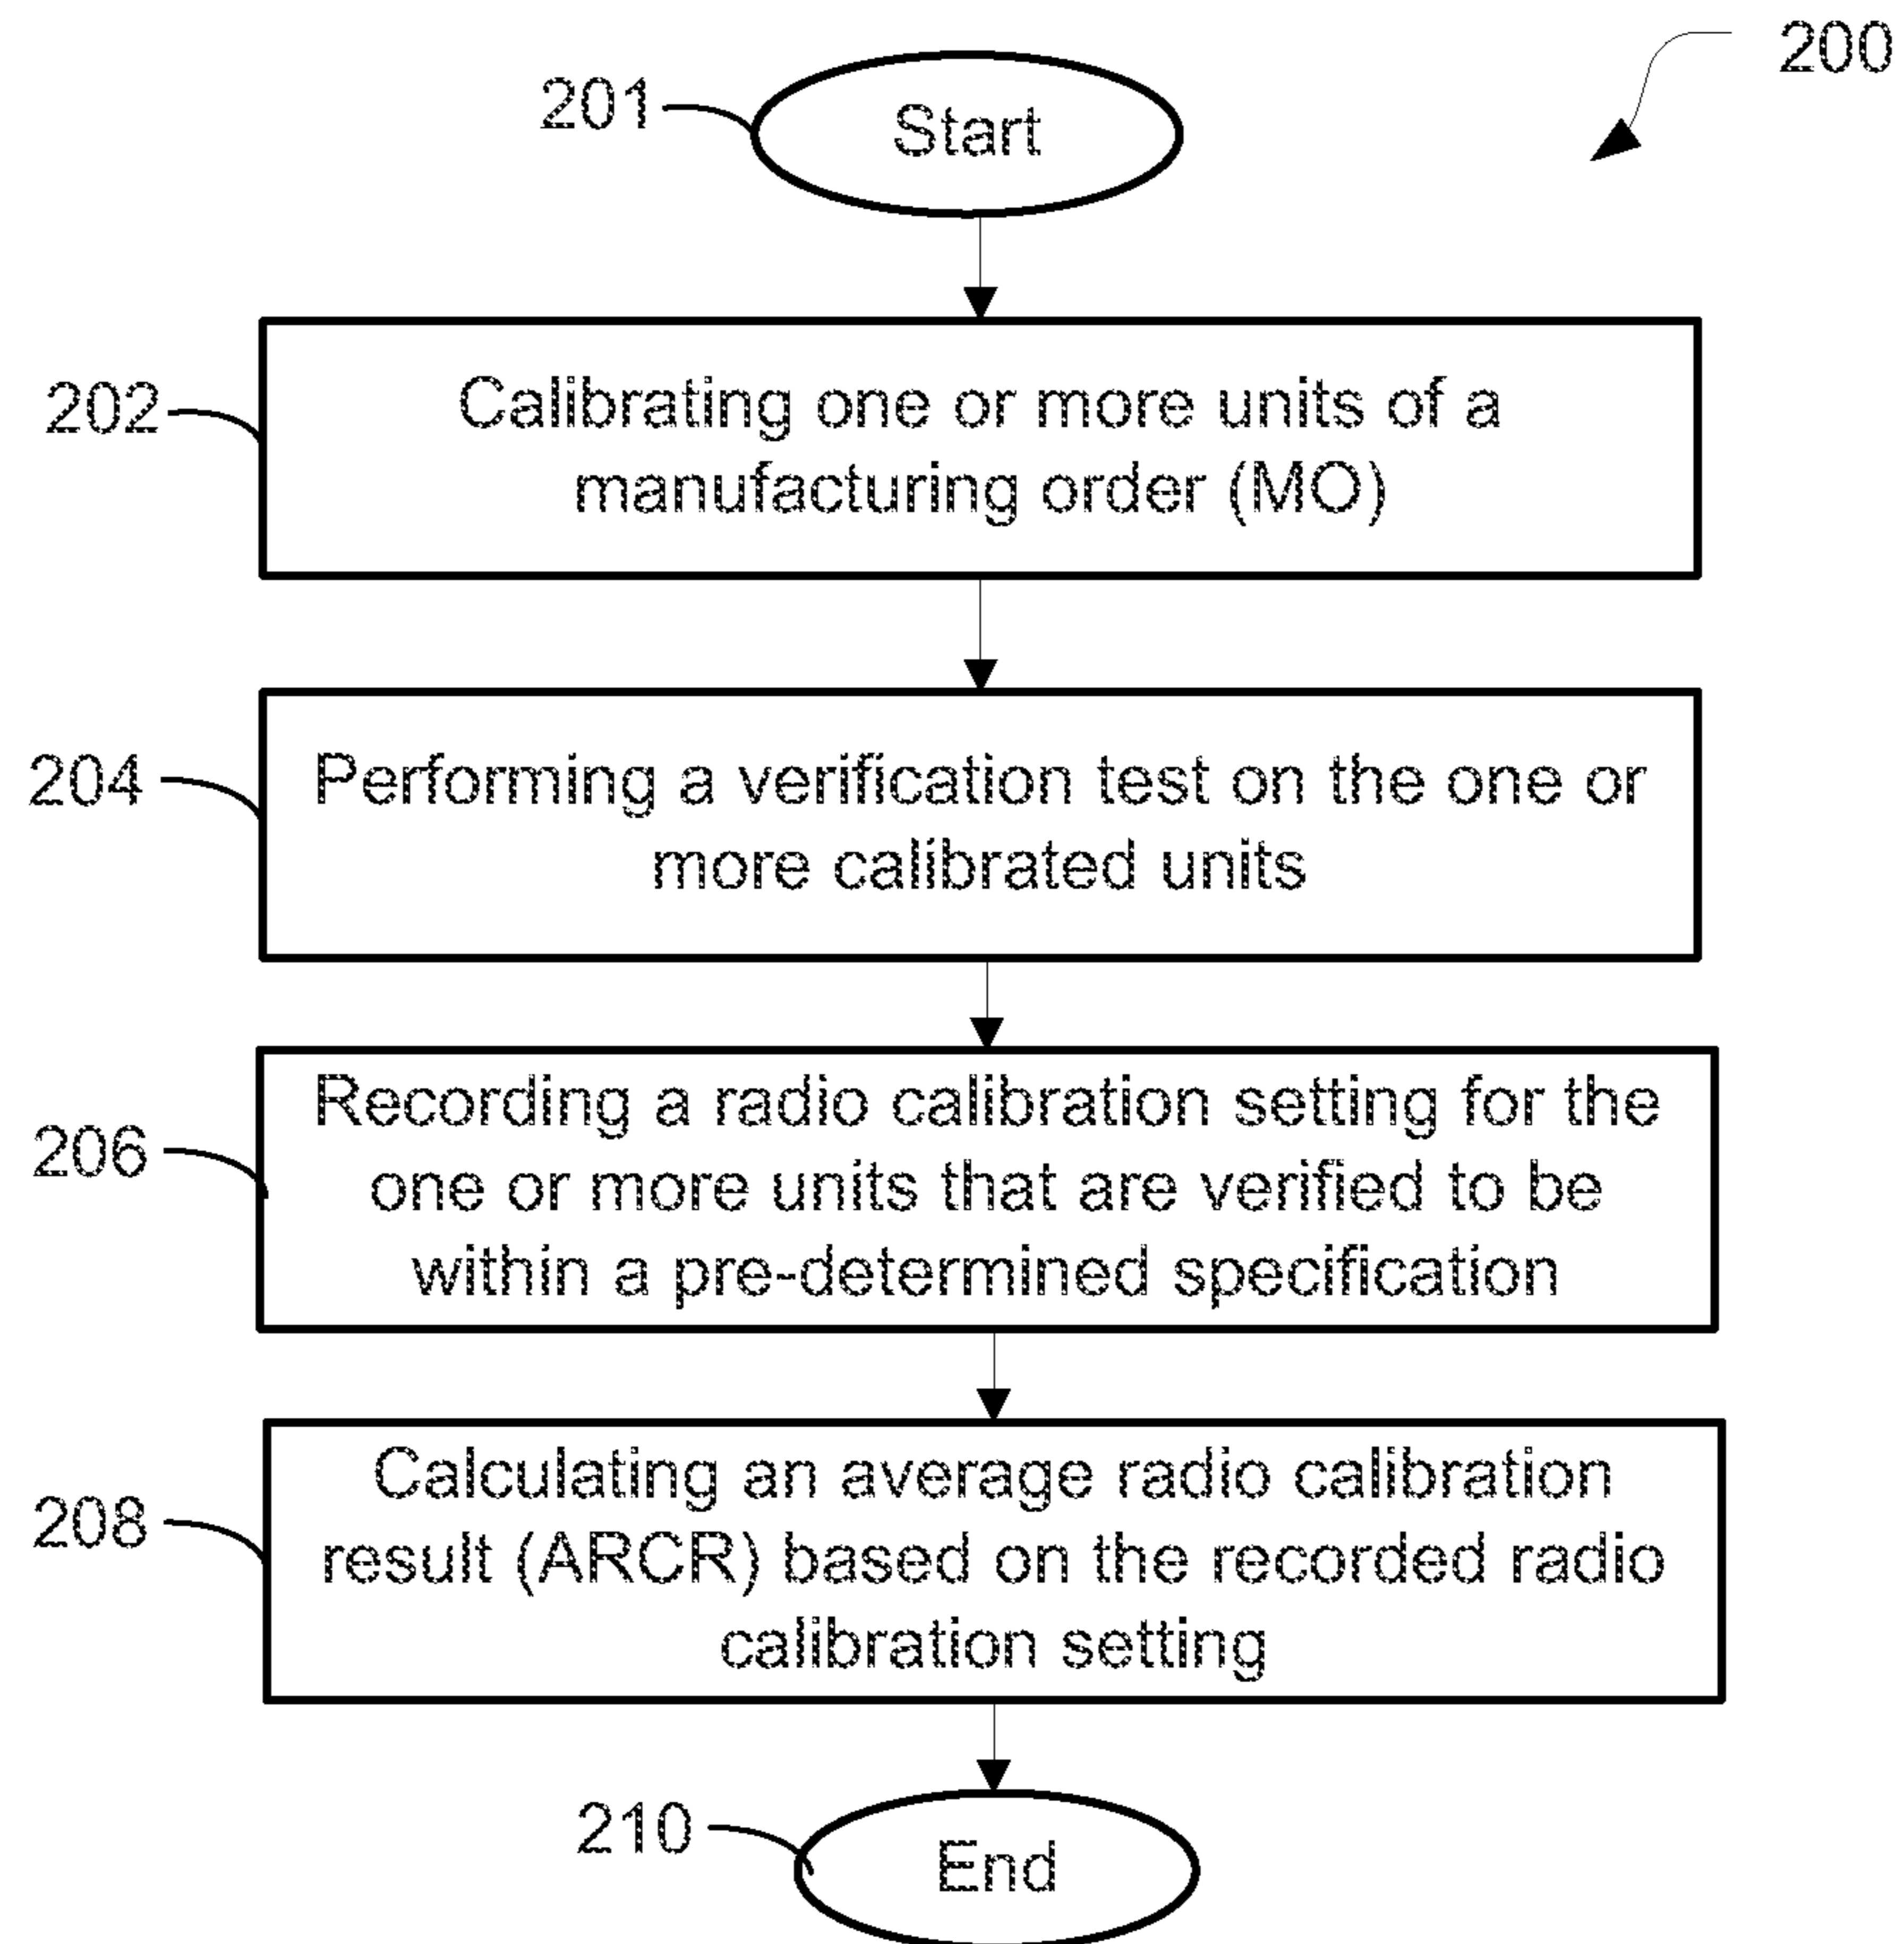 200
201
Start
202
Calibrating one or more units of a
manufacturing order (MO)
204
Performing a verification test on the one or
more calibrated units
206
Recording a radio calibration setting for the
one or more units that are verified to be
within a pre-determined specification
208
Calculating an average radio calibration
result (ARCR) based on the recorded radio
calibration setting
210
End